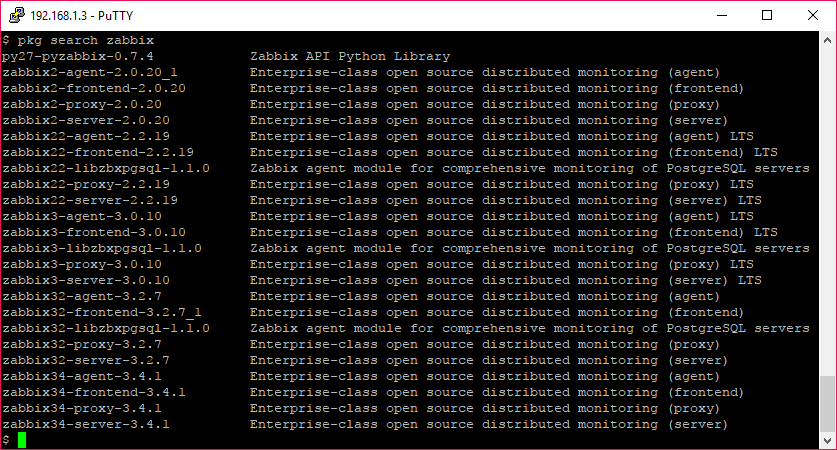 192.168.1.3 - PuTTY
$ pkg search zabbix
py27-pyzabbix-0.7.4 Zabbix API Python Library
zabbix2-agent-2.0.20_1 Enterprise-class open source distributed monitoring (agent)
zabbix2-frontend-2.0.20 Enterprise-class open source distributed monitoring (frontend)
zabbix2-proxy-2.0.20 Enterprise-class open source distributed monitoring (proxy)
zabbix2-server-2.0.20 Enterprise-class open source distributed monitoring (server)
zabbix22-agent-2.2.19 Enterprise-class open source distributed monitoring (agent) LTS
zabbix22-frontend-2.2.19 Enterprise-class open source distributed monitoring (frontend) LTS
zabbix22-libzbxpgsql-1.1.0 Zabbix agent module for comprehensive monitoring of PostgreSQL servers
zabbix22-proxy-2.2.19 Enterprise-class open source distributed monitoring (proxy) LTS
zabbix22-server-2.2.19 Enterprise-class open source distributed monitoring (server) LTS
zabbix3-agent-3.0.10 Enterprise-class open source distributed monitoring (agent) LTS
zabbix3-frontend-3.0.10 Enterprise-class open source distributed monitoring (frontend) LTS
zabbix3-libzbxpgsql-1.1.0 Zabbix agent module for comprehensive monitoring of PostgreSQL servers
zabbix3-proxy-3.0.10 Enterprise-class open source distributed monitoring (proxy) LTS
zabbix3-server-3.0.10 Enterprise-class open source distributed monitoring (server) LTS
zabbix32-agent-3.2.7 Enterprise-class open source distributed monitoring (agent)
zabbix32-frontend-3.2.7_1 Enterprise-class open source distributed monitoring (frontend)
zabbix32-libzbxpgsql-1.1.0 Zabbix agent module for comprehensive monitoring of PostgreSQL servers
zabbix32-proxy-3.2.7 Enterprise-class open source distributed monitoring (proxy)
zabbix32-server-3.2.7 Enterprise-class open source distributed monitoring (server)
zabbix34-agent-3.4.1 Enterprise-class open source distributed monitoring (agent)
zabbix34-frontend-3.4.1 Enterprise-class open source distributed monitoring (frontend)
zabbix34-proxy-3.4.1 Enterprise-class open source distributed monitoring (proxy)
zabbix34-server-3.4.1 Enterprise-class open source distributed monitoring (server)
$